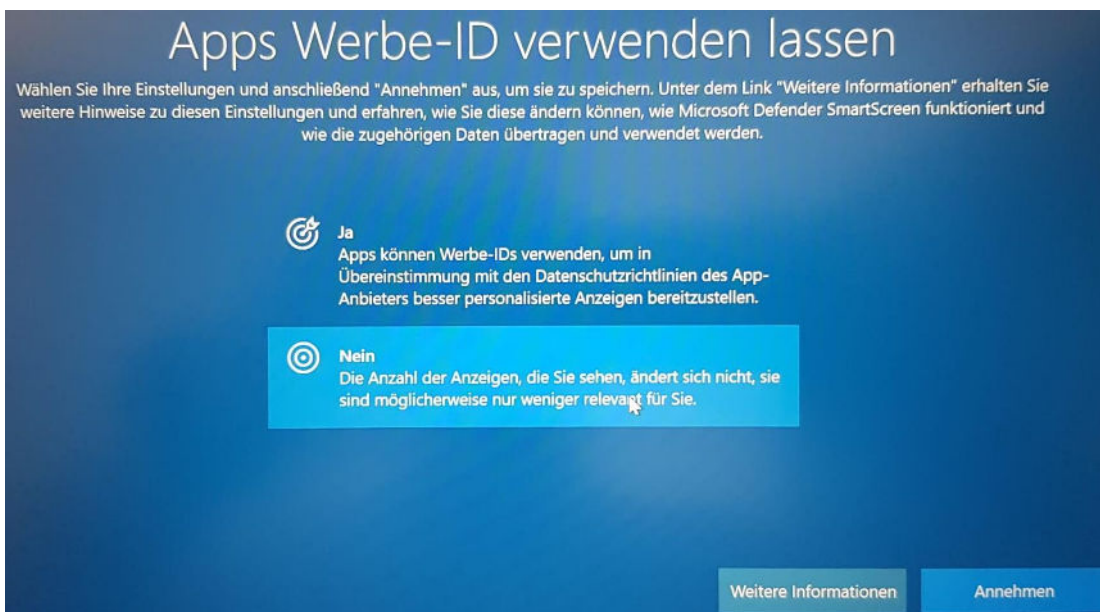 Apps Werbe-ID verwenden lassen
Wählen Sie Ihre Einstellungen und anschließend "Annehmen" aus, um sie zu speichern. Unter dem Link "Weitere Informationen" erhalten Sie
weitere Hinweise zu diesen Einstellungen und erfahren, wie Sie diese ändern können, wie Microsoft Defender SmartScreen funktioniert und
wie die zugehörigen Daten übertragen und verwendet werden.
Ja
Apps können Werbe-IDs verwenden, um in
Übereinstimmung mit den Datenschutzrichtlinien des App-
Anbieters besser personalisierte Anzeigen bereitzustellen.
Nein
Die Anzahl der Anzeigen, die Sie sehen, ändert sich nicht, sie
sind möglicherweise nur weniger relevant für Sie.
Weitere Informationen
Annehmen